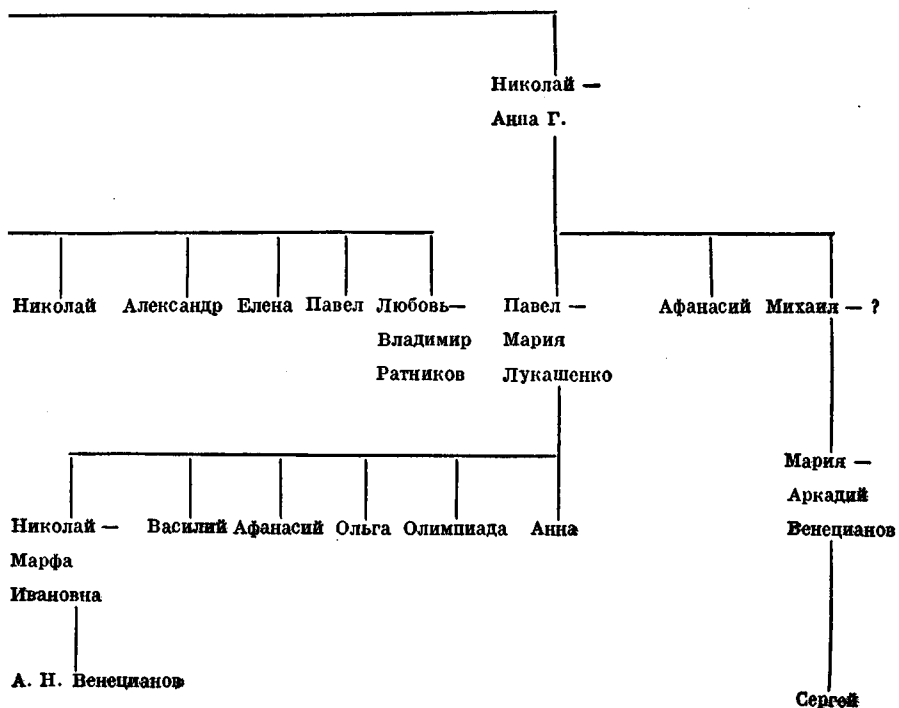 Николай —
Анна Г.
Николай Александр Елена Павел Любовь— Павел — Афанасий Михаил — ?
Владимир Мария
Ратников Лукашенко
Мария —
Аркадий
Венецианов
Николай — Василий Афанасий Ольга Олимпиада Анна
Марфа
Ивановна
А. Н. Венецианов
Сергей